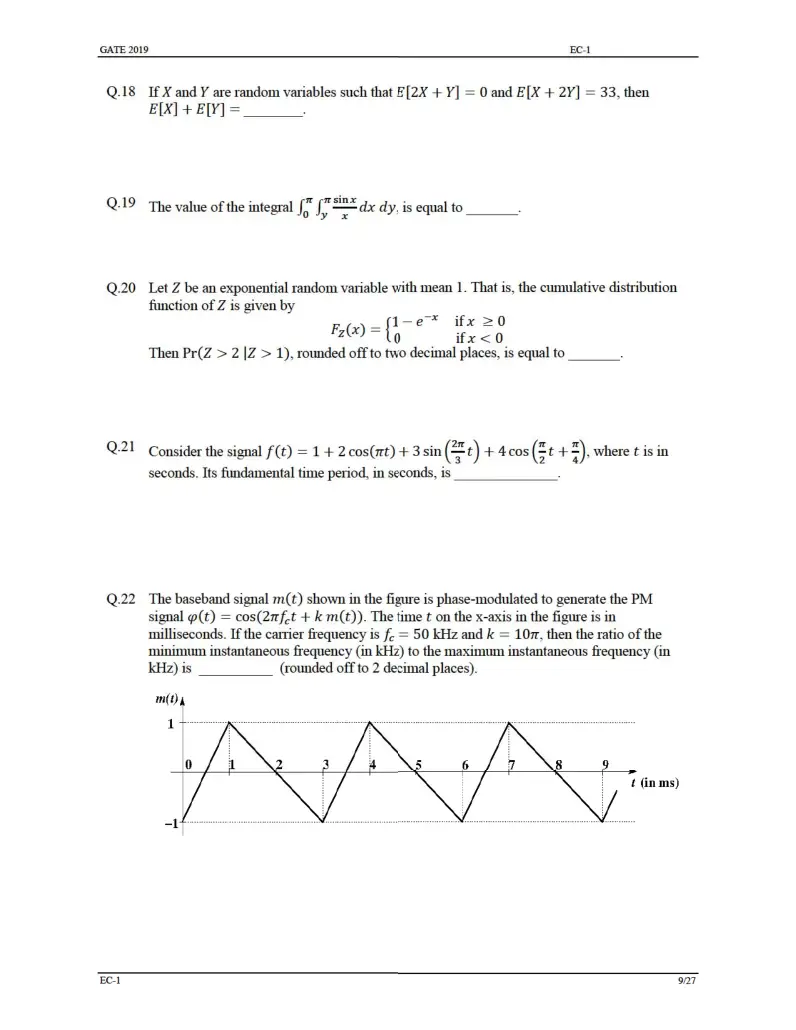 GATE 2019 EC-1
Q.18 If X and Y are random variables such that E[2X + Y] = 0 and E[X + 2Y] = 33, then
E[X] + E[Y] = ________.
Q.19 The value of the integral ∫₀^π ∫_y^π (sin x / x) dx dy, is equal to _______.
Q.20 Let Z be an exponential random variable with mean 1. That is, the cumulative distribution
function of Z is given by
F_Z(x) = { 1 − e^{−x} if x ≥ 0
0 if x < 0
Then Pr(Z > 2 |Z > 1), rounded off to two decimal places, is equal to _______.
Q.21 Consider the signal f(t) = 1 + 2 cos(πt) + 3 sin (2π/3 t) + 4 cos (π/2 t + π/4), where t is in
seconds. Its fundamental time period, in seconds, is ______________.
Q.22 The baseband signal m(t) shown in the figure is phase-modulated to generate the PM
signal φ(t) = cos(2πf_c t + k m(t)). The time t on the x-axis in the figure is in
milliseconds. If the carrier frequency is f_c = 50 kHz and k = 10π, then the ratio of the
minimum instantaneous frequency (in kHz) to the maximum instantaneous frequency (in
kHz) is __________ (rounded off to 2 decimal places).
m(t)
1
0 1 2 3 4 5 6 7 8 9
t (in ms)
−1
EC-1 9/27